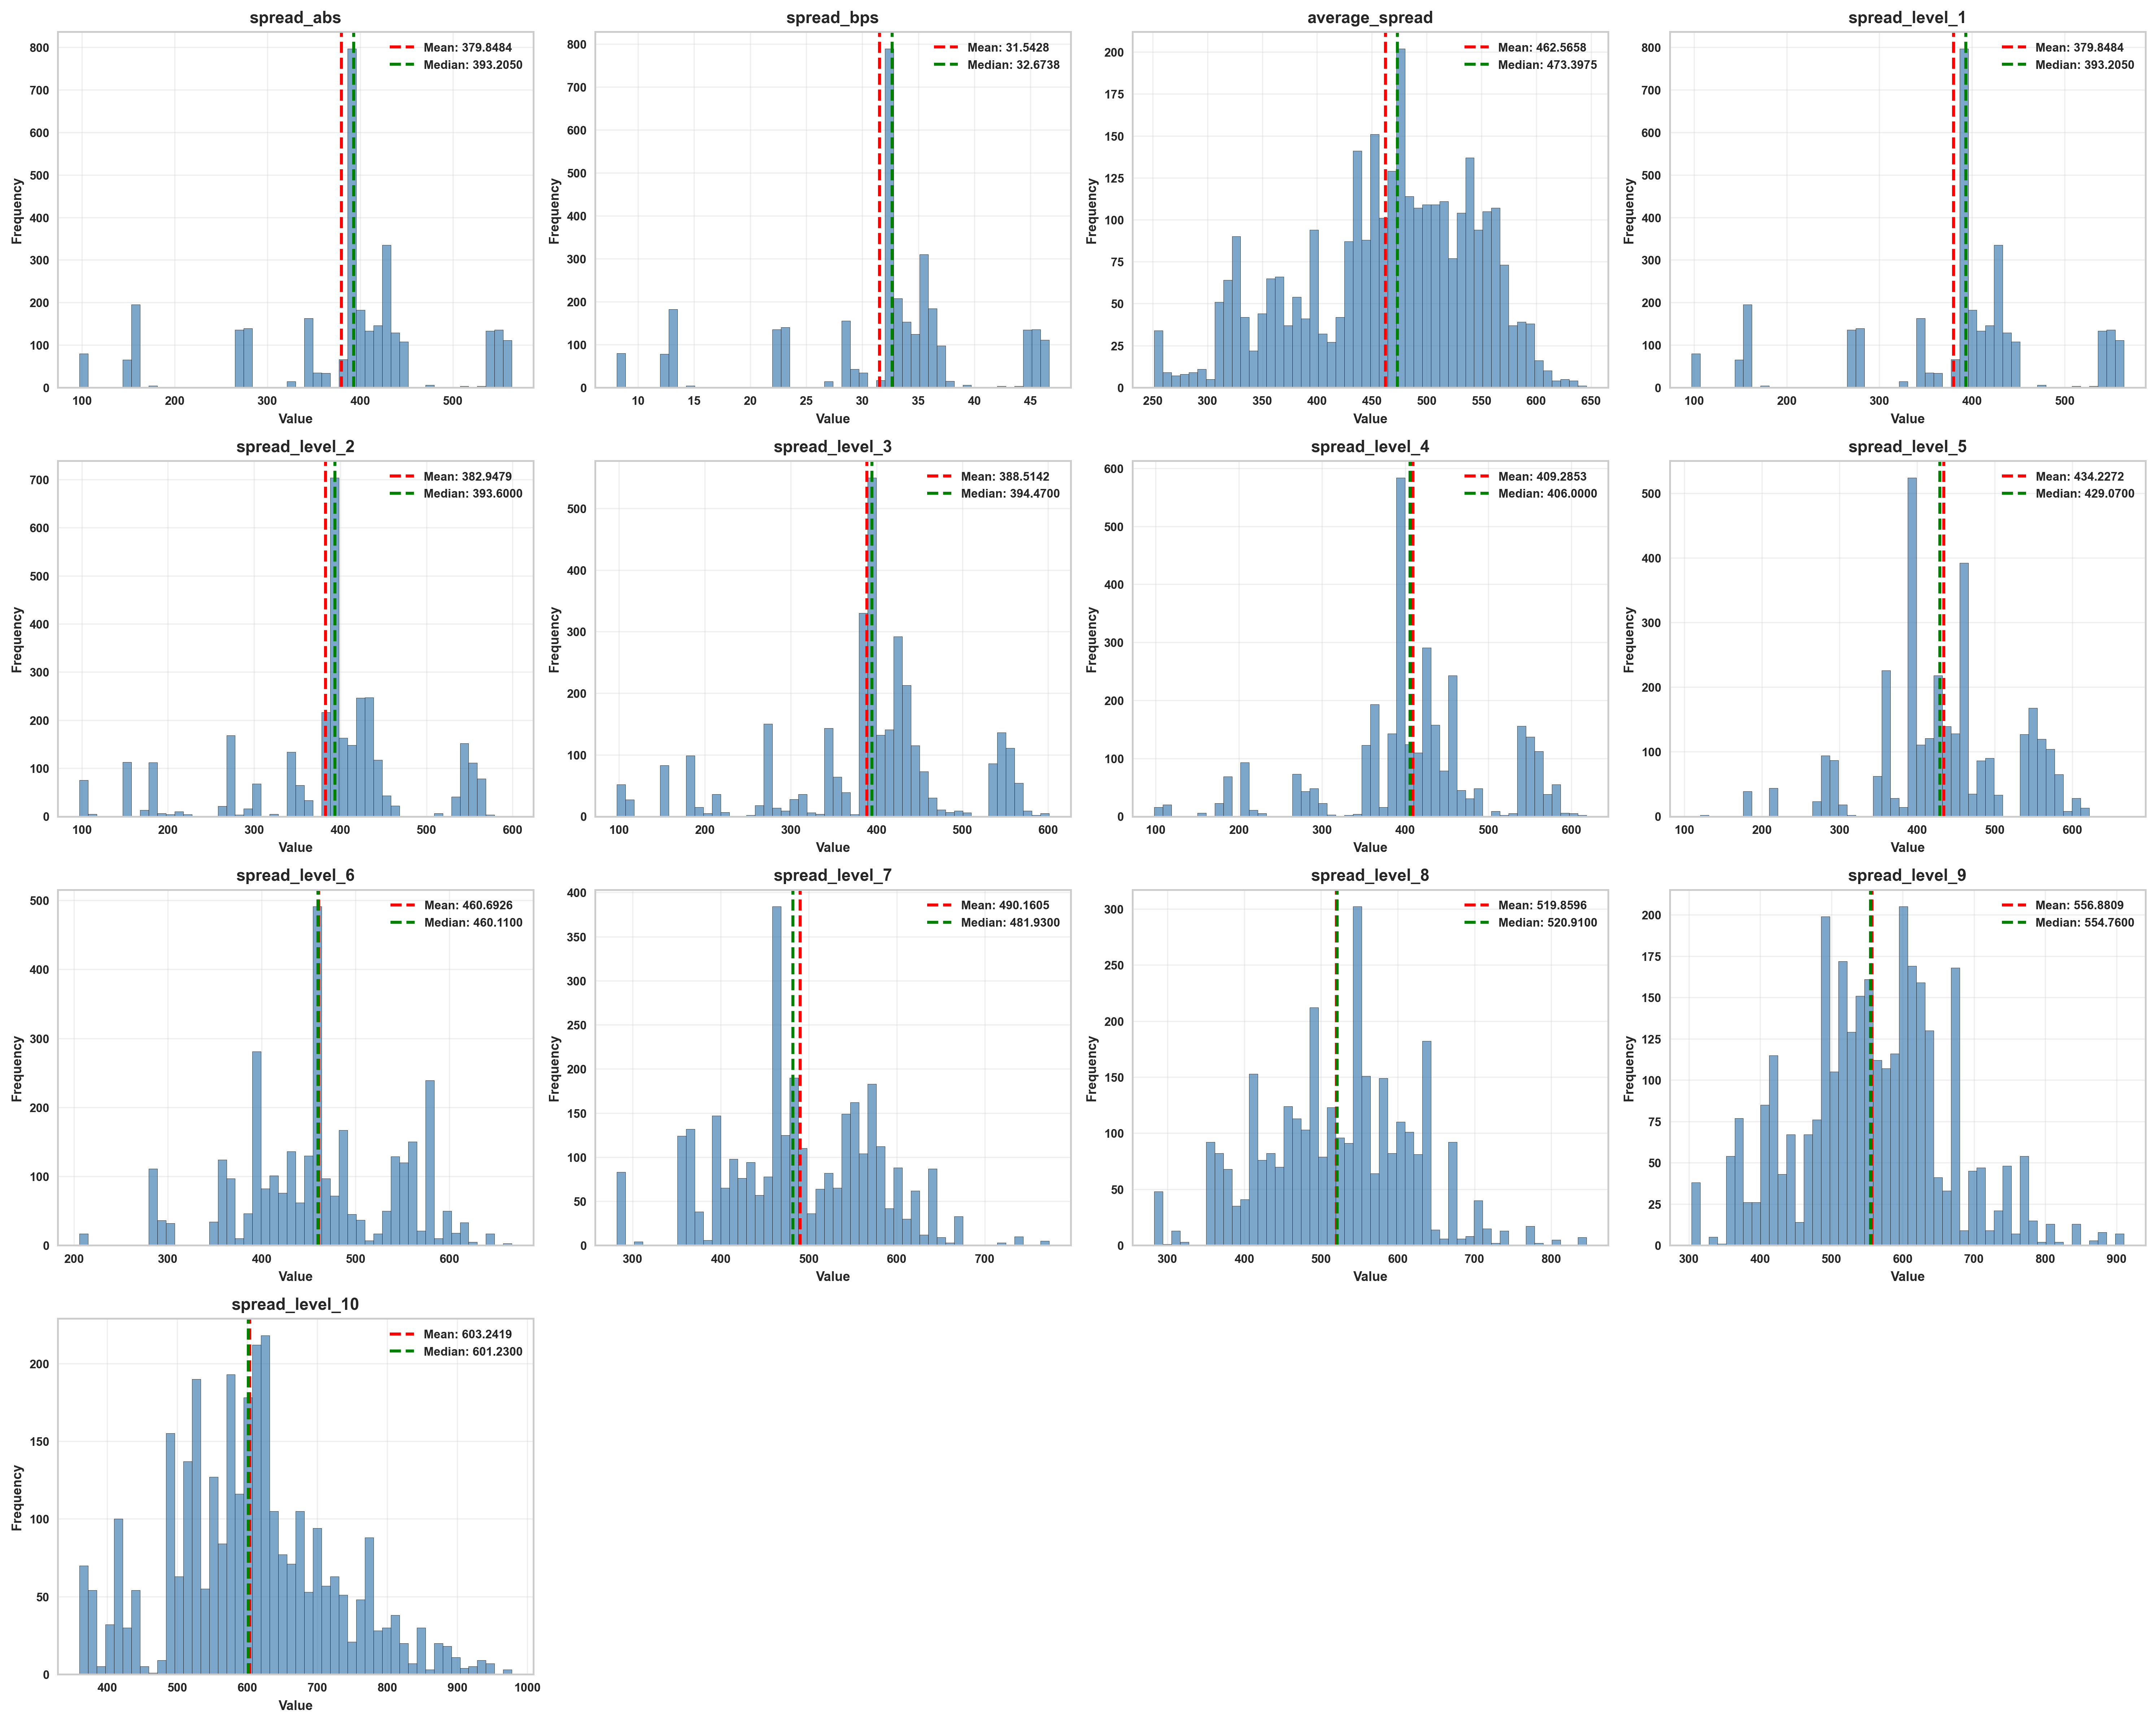 spread_abs
Mean: 379.8484
Median: 393.2050
Frequency
800
700
600
500
400
300
200
100
0
100 200 300 400 500
Value
spread_bps
Mean: 31.5428
Median: 32.6738
Frequency
800
700
600
500
400
300
200
100
0
10 15 20 25 30 35 40 45
Value
average_spread
Mean: 462.5658
Median: 473.3975
Frequency
200
175
150
125
100
75
50
25
0
250 300 350 400 450 500 550 600 650
Value
spread_level_1
Mean: 379.8484
Median: 393.2050
Frequency
800
700
600
500
400
300
200
100
0
100 200 300 400 500
Value
spread_level_2
Mean: 382.9479
Median: 393.6000
Frequency
700
600
500
400
300
200
100
0
100 200 300 400 500 600
Value
spread_level_3
Mean: 388.5142
Median: 394.4700
Frequency
500
400
300
200
100
0
100 200 300 400 500 600
Value
spread_level_4
Mean: 409.2853
Median: 406.0000
Frequency
600
500
400
300
200
100
0
100 200 300 400 500 600
Value
spread_level_5
Mean: 434.2272
Median: 429.0700
Frequency
500
400
300
200
100
0
100 200 300 400 500 600
Value
spread_level_6
Mean: 460.6926
Median: 460.1100
Frequency
500
400
300
200
100
0
200 300 400 500 600
Value
spread_level_7
Mean: 490.1605
Median: 481.9300
Frequency
400
350
300
250
200
150
100
50
0
300 400 500 600 700
Value
spread_level_8
Mean: 519.8596
Median: 520.9100
Frequency
300
250
200
150
100
50
0
300 400 500 600 700 800
Value
spread_level_9
Mean: 556.8809
Median: 554.7600
Frequency
200
175
150
125
100
75
50
25
0
300 400 500 600 700 800 900
Value
spread_level_10
Mean: 603.2419
Median: 601.2300
Frequency
200
150
100
50
0
400 500 600 700 800 900 1000
Value